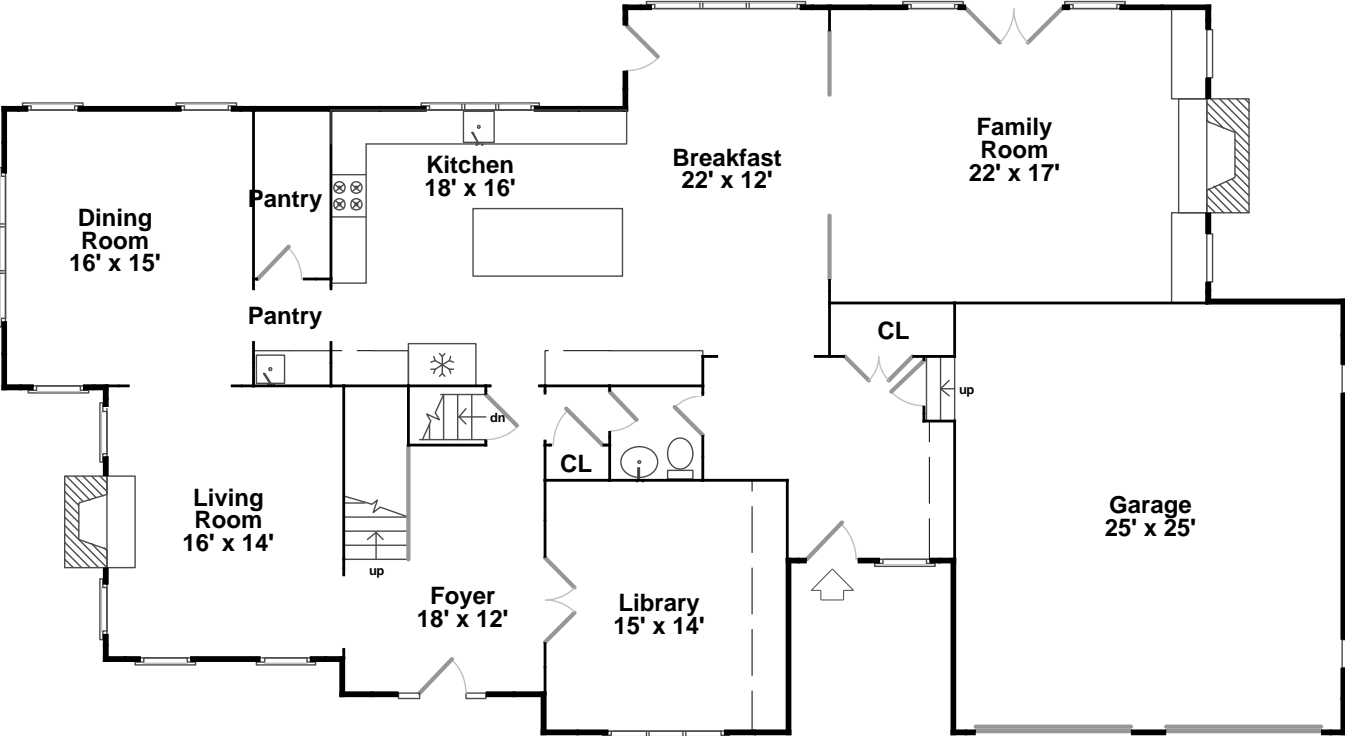 Family
Room
22' x 17'
Breakfast
22' x 12'
Kitchen
18' x 16'
Pantry
Dining
Room
16' x 15'
Pantry
CL
up
dn
CL
Living
Room
16' x 14'
Garage
25' x 25'
up
Foyer
18' x 12'
Library
15' x 14'